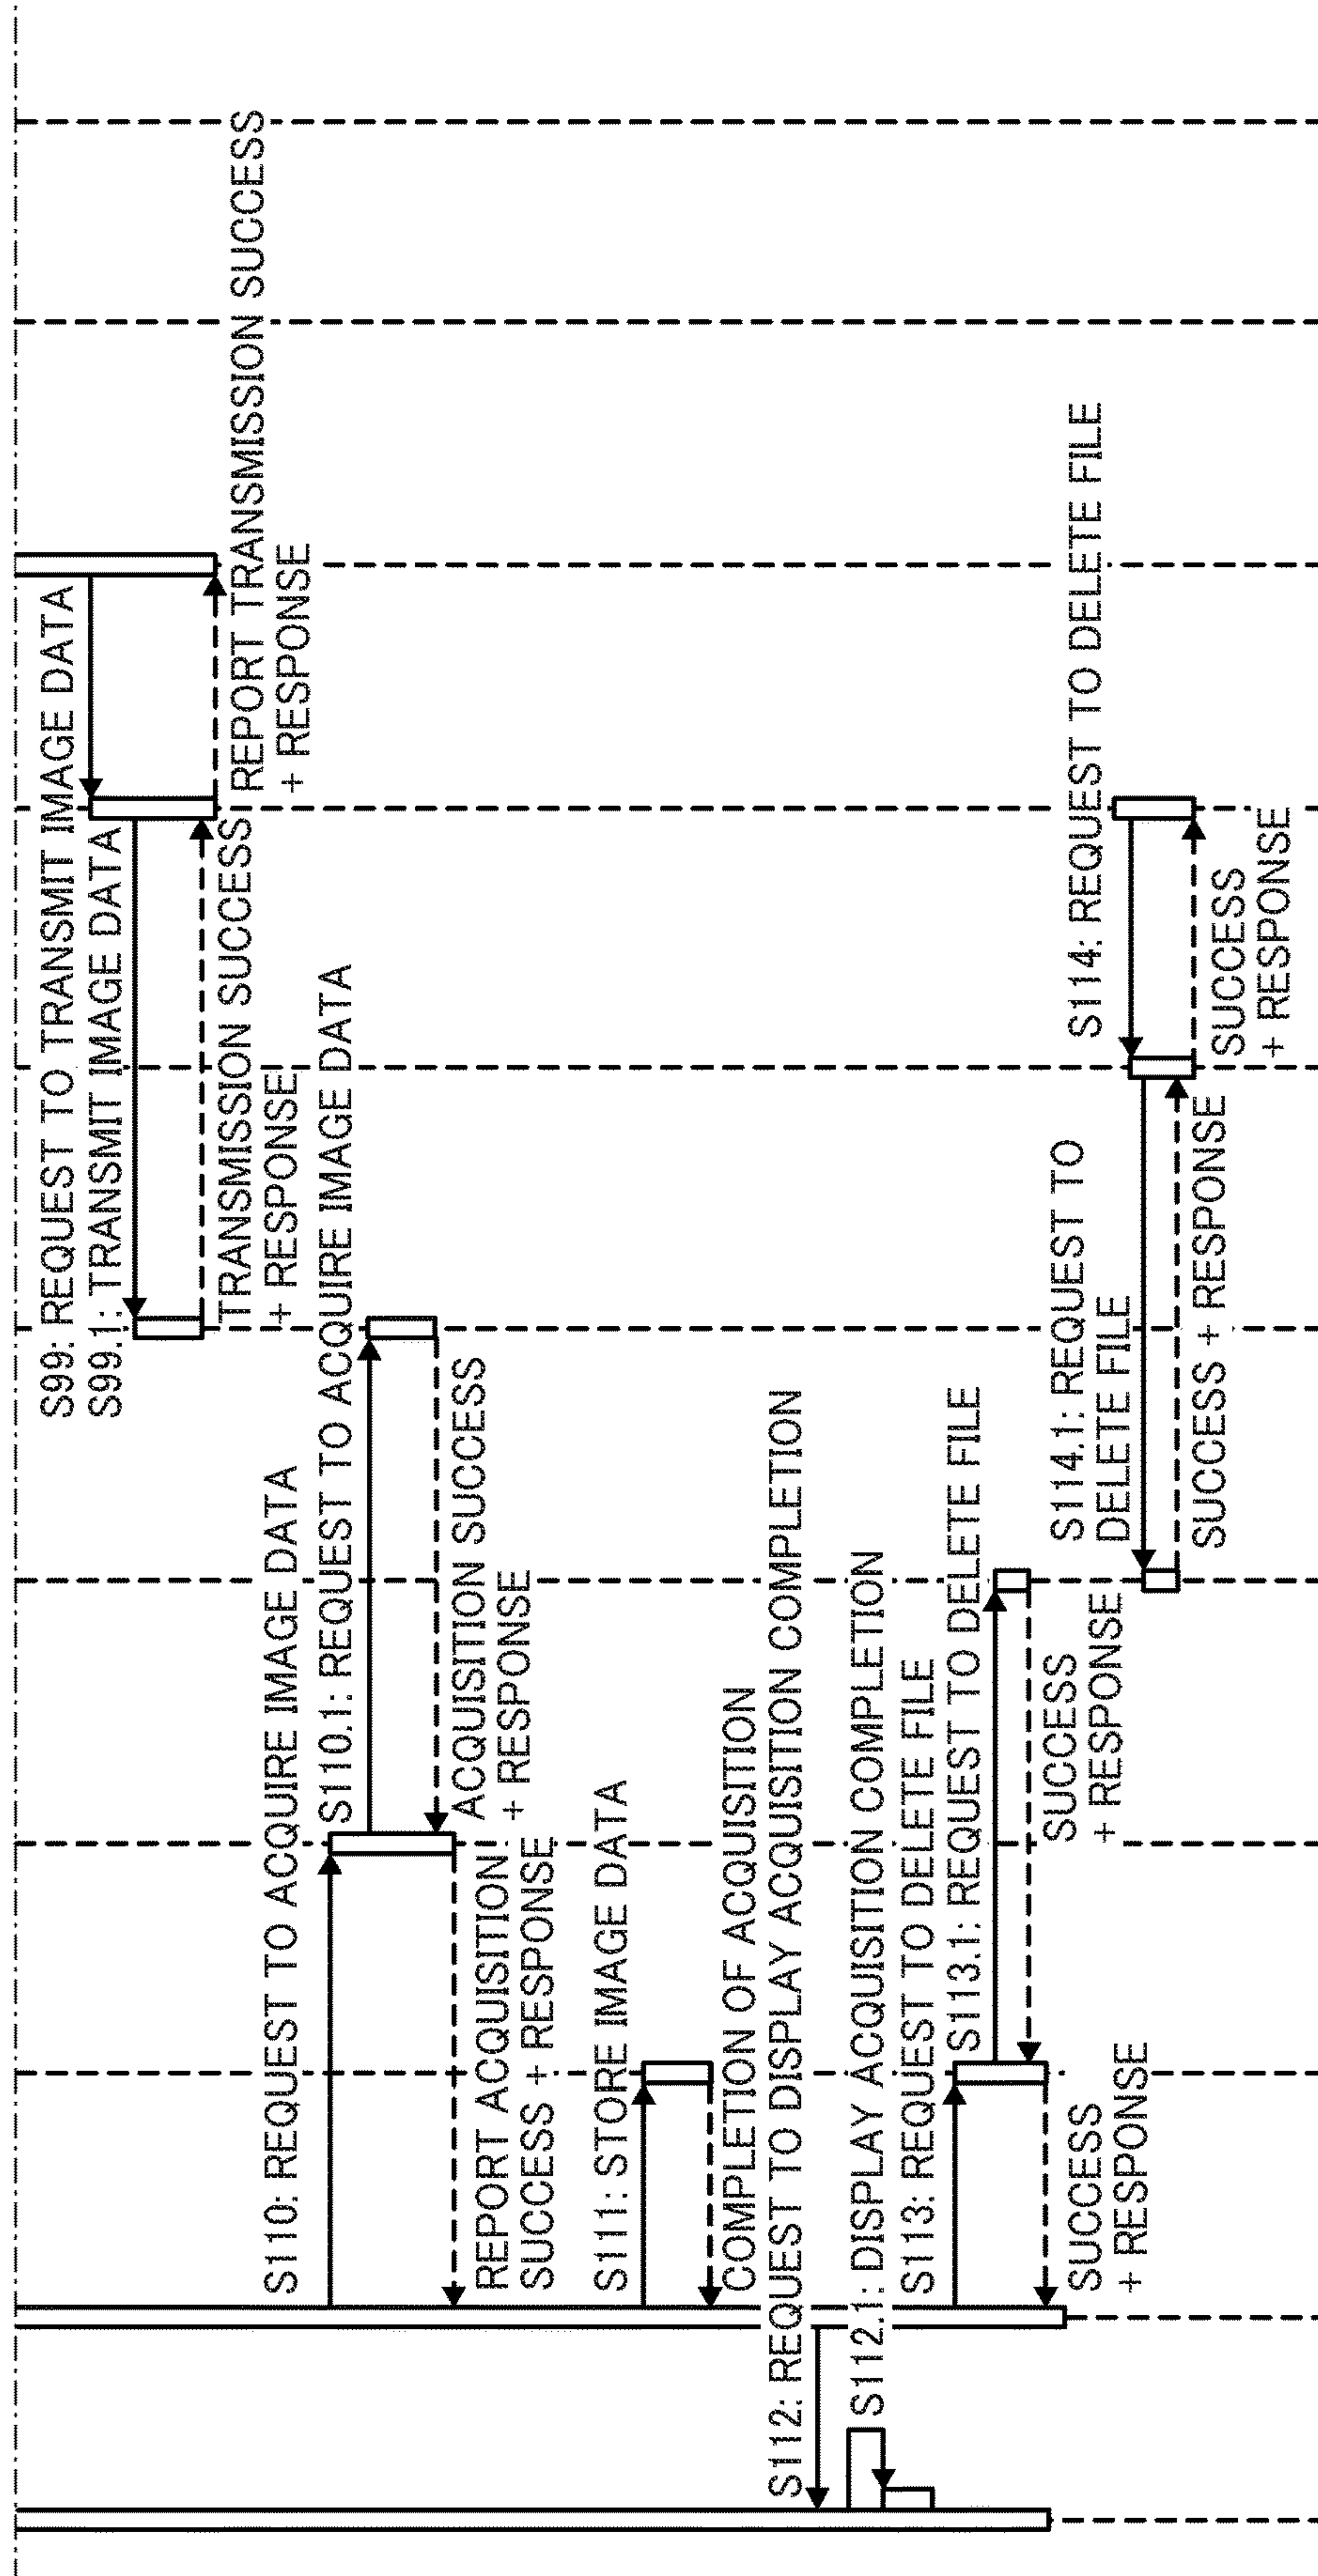 S99: REQUEST TO TRANSMIT IMAGE DATA
S99.1: TRANSMIT IMAGE DATA
TRANSMISSION SUCCESS
+ RESPONSE
REPORT TRANSMISSION SUCCESS
+ RESPONSE
S110: REQUEST TO ACQUIRE IMAGE DATA
S110.1: REQUEST TO ACQUIRE IMAGE DATA
ACQUISITION SUCCESS
+ RESPONSE
REPORT ACQUISITION
SUCCESS + RESPONSE
S111: STORE IMAGE DATA
COMPLETION OF ACQUISITION
S112: REQUEST TO DISPLAY ACQUISITION COMPLETION
S112.1: DISPLAY ACQUISITION COMPLETION
S113: REQUEST TO DELETE FILE
S113.1: REQUEST TO DELETE FILE
SUCCESS
+ RESPONSE
SUCCESS
+ RESPONSE
S114: REQUEST TO DELETE FILE
S114.1: REQUEST TO
DELETE FILE
SUCCESS + RESPONSE
SUCCESS
+ RESPONSE